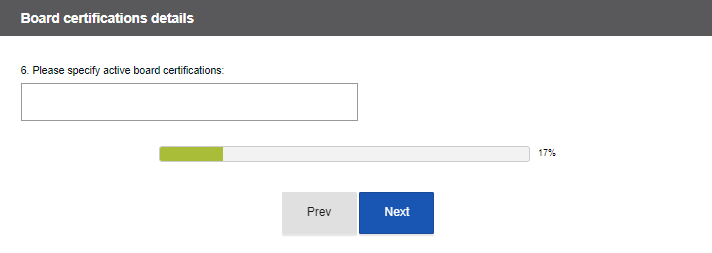 Board certifications details
6. Please specify active board certifications:
17%
Prev
Next